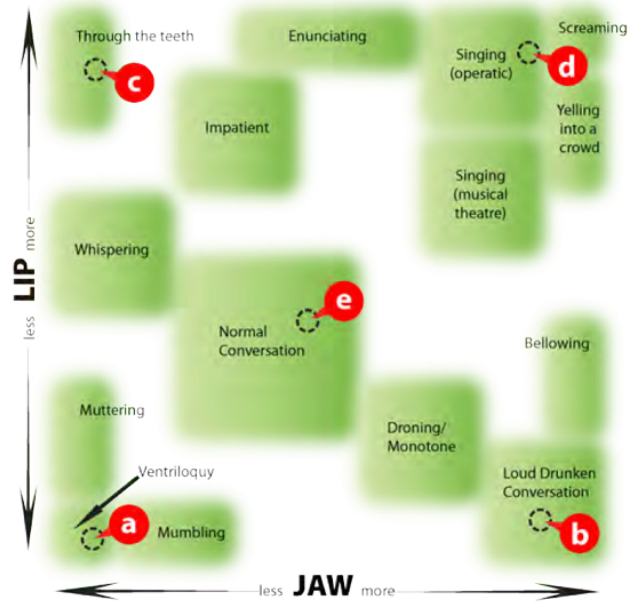 Through the teeth
Enunciating
Screaming
Singing
(operatic)
c
d
Impatient
Yelling
into a
crowd
Singing
(musical
theatre)
Whispering
less LIP more
e
Normal
Conversation
Bellowing
Muttering
Droning/
Monotone
Ventriloquy
Loud Drunken
Conversation
a
Mumbling
b
less JAW more